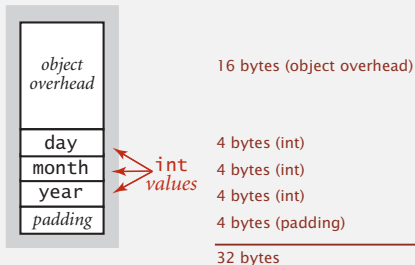 object
overhead
16 bytes (object overhead)
day
4 bytes (int)
month
4 bytes (int)
year
4 bytes (int)
int
values
padding
4 bytes (padding)
32 bytes